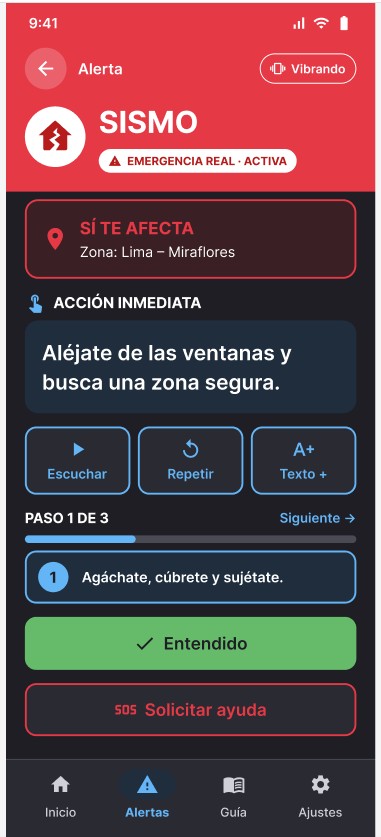 9:41
Alerta
Vibrando
SISMO
EMERGENCIA REAL · ACTIVA
SÍ TE AFECTA
Zona: Lima – Miraflores
ACCIÓN INMEDIATA
Aléjate de las ventanas y
busca una zona segura.
A+
Escuchar
Repetir
Texto +
PASO 1 DE 3
Siguiente →
1
Agáchate, cúbrete y sujétate.
Entendido
SOS Solicitar ayuda
Inicio
Alertas
Guía
Ajustes